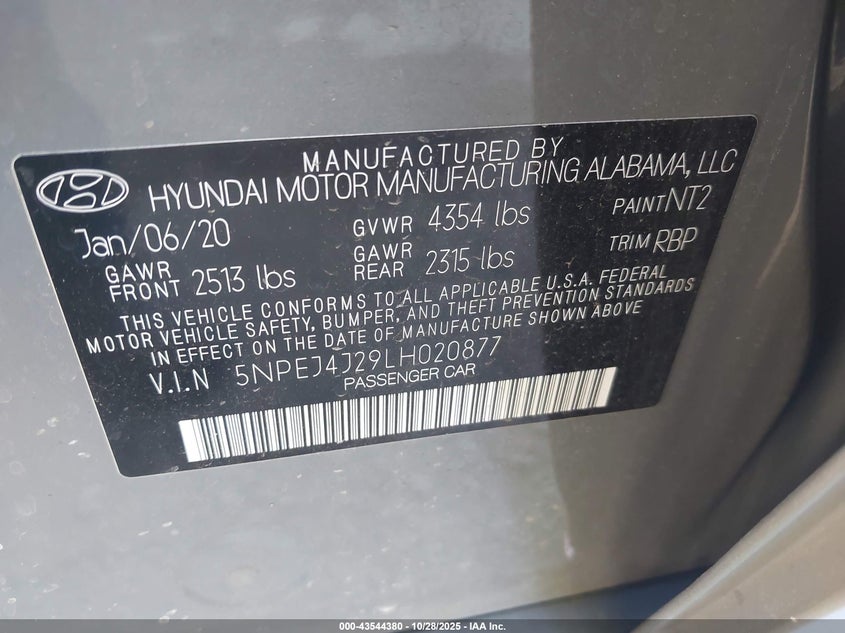 MANUFACTURED BY
HYUNDAI MOTOR MANUFACTURING ALABAMA, LLC
Jan/06/20 GVWR 4354 lbs PAINT NT2
GAWR FRONT 2513 lbs GAWR REAR 2315 lbs TRIM RBP
THIS VEHICLE CONFORMS TO ALL APPLICABLE U.S.A. FEDERAL
MOTOR VEHICLE SAFETY, BUMPER, AND THEFT PREVENTION STANDARDS
IN EFFECT ON THE DATE OF MANUFACTURE SHOWN ABOVE
V.I.N 5NPEJ4J29LH020877
PASSENGER CAR
000-43544380 - 10/28/2025 - IAA Inc.